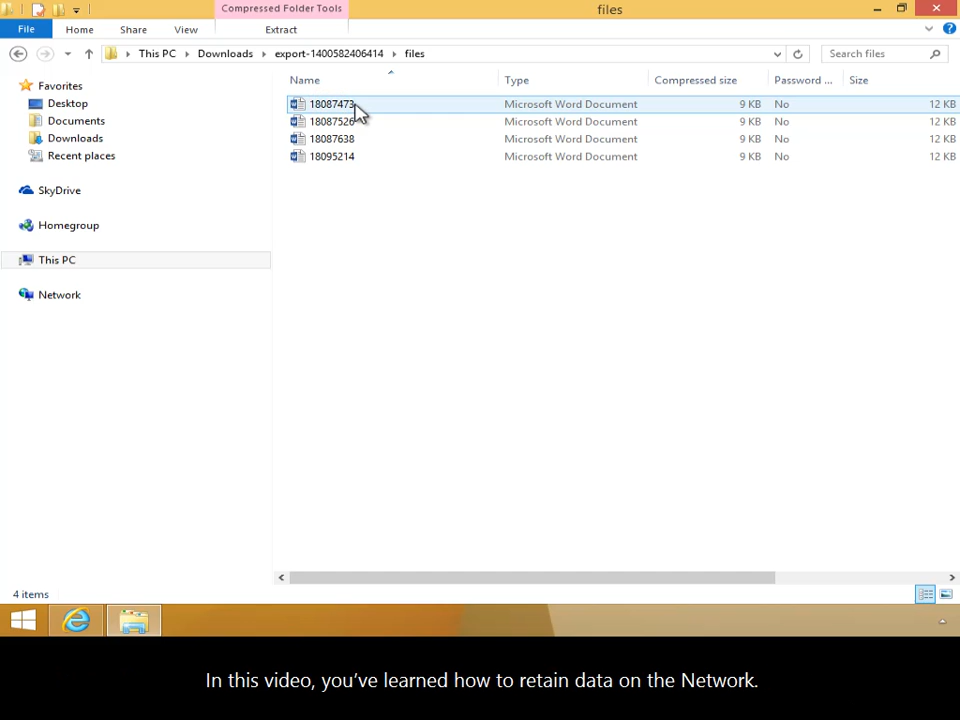 Compressed Folder Tools
files
File
Home
Share
View
Extract
This PC
Downloads
export-1400582406414
files
Search files
Name
Type
Compressed size
Password ...
Size
Favorites
Desktop
Documents
Downloads
Recent places
SkyDrive
Homegroup
This PC
Network
18087473 Microsoft Word Document 9 KB No 12 KB
18087526 Microsoft Word Document 9 KB No 12 KB
18087638 Microsoft Word Document 9 KB No 12 KB
18095214 Microsoft Word Document 9 KB No 12 KB
4 items
In this video, you’ve learned how to retain data on the Network.